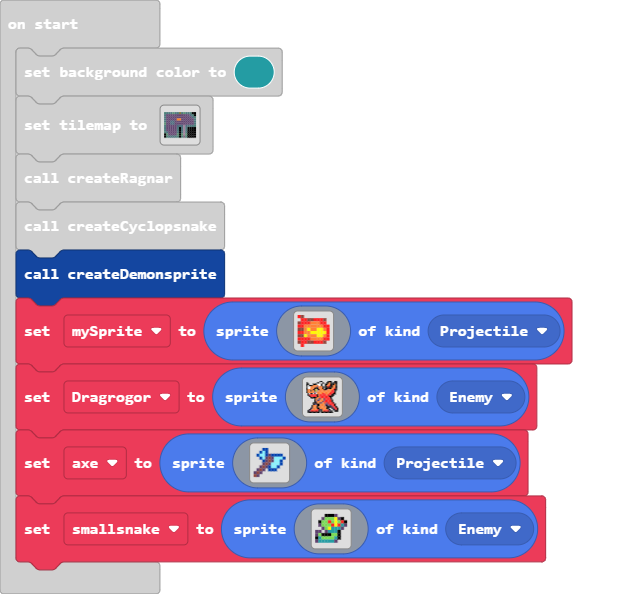 on start
set background color to
set tilemap to
call createRagnar
call createCyclopsnake
call createDemonsprite
set mySprite to sprite of kind Projectile
set Dragrogor to sprite of kind Enemy
set axe to sprite of kind Projectile
set smallsnake to sprite of kind Enemy